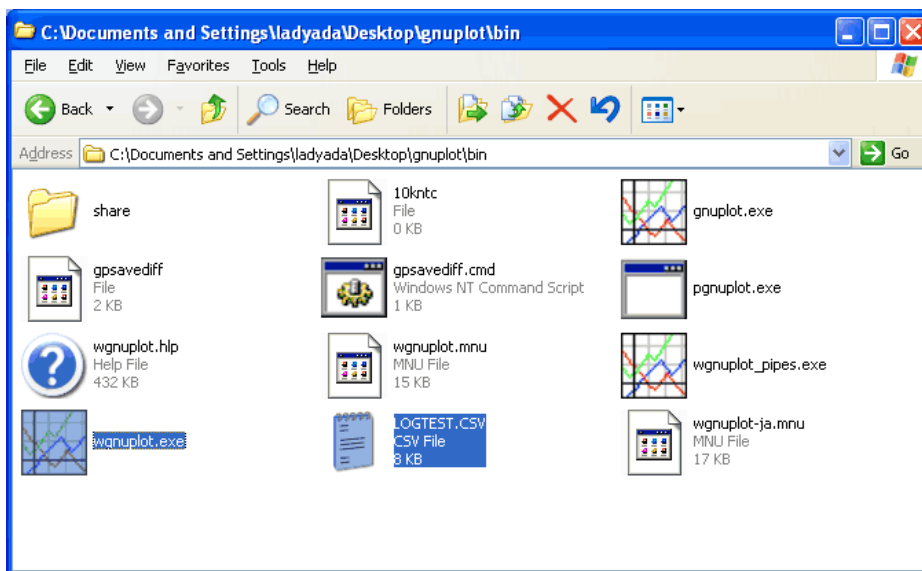 C:\Documents and Settings\ladyada\Desktop\gnuplot\bin
File Edit View Favorites Tools Help
Back Search Folders
Address C:\Documents and Settings\ladyada\Desktop\gnuplot\bin Go
share
10kntc
File
0 KB
gnuplot.exe
gpsavediff
File
2 KB
gpsavediff.cmd
Windows NT Command Script
1 KB
pgnuplot.exe
wgnuplot.hlp
Help File
432 KB
wgnuplot.mnu
MNU File
15 KB
wgnuplot_pipes.exe
wgnuplot.exe
LOGTEST.CSV
CSV File
8 KB
wgnuplot-ja.mnu
MNU File
17 KB